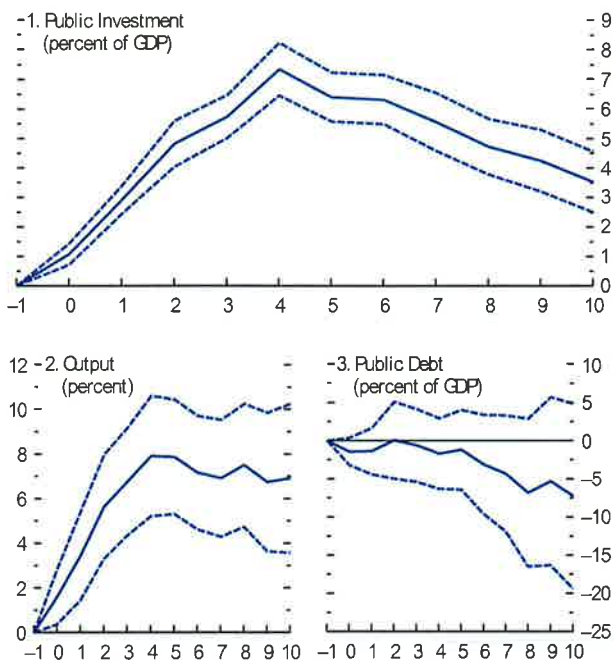 1. Public Investment
(percent of GDP)
9
8
7
6
5
4
3
2
1
0
–1 0 1 2 3 4 5 6 7 8 9 10
2. Output
(percent)
12
10
8
6
4
2
0
–1 0 1 2 3 4 5 6 7 8 9 10
3. Public Debt
(percent of GDP)
10
5
0
–5
–10
–15
–20
–25
–1 0 1 2 3 4 5 6 7 8 9 10